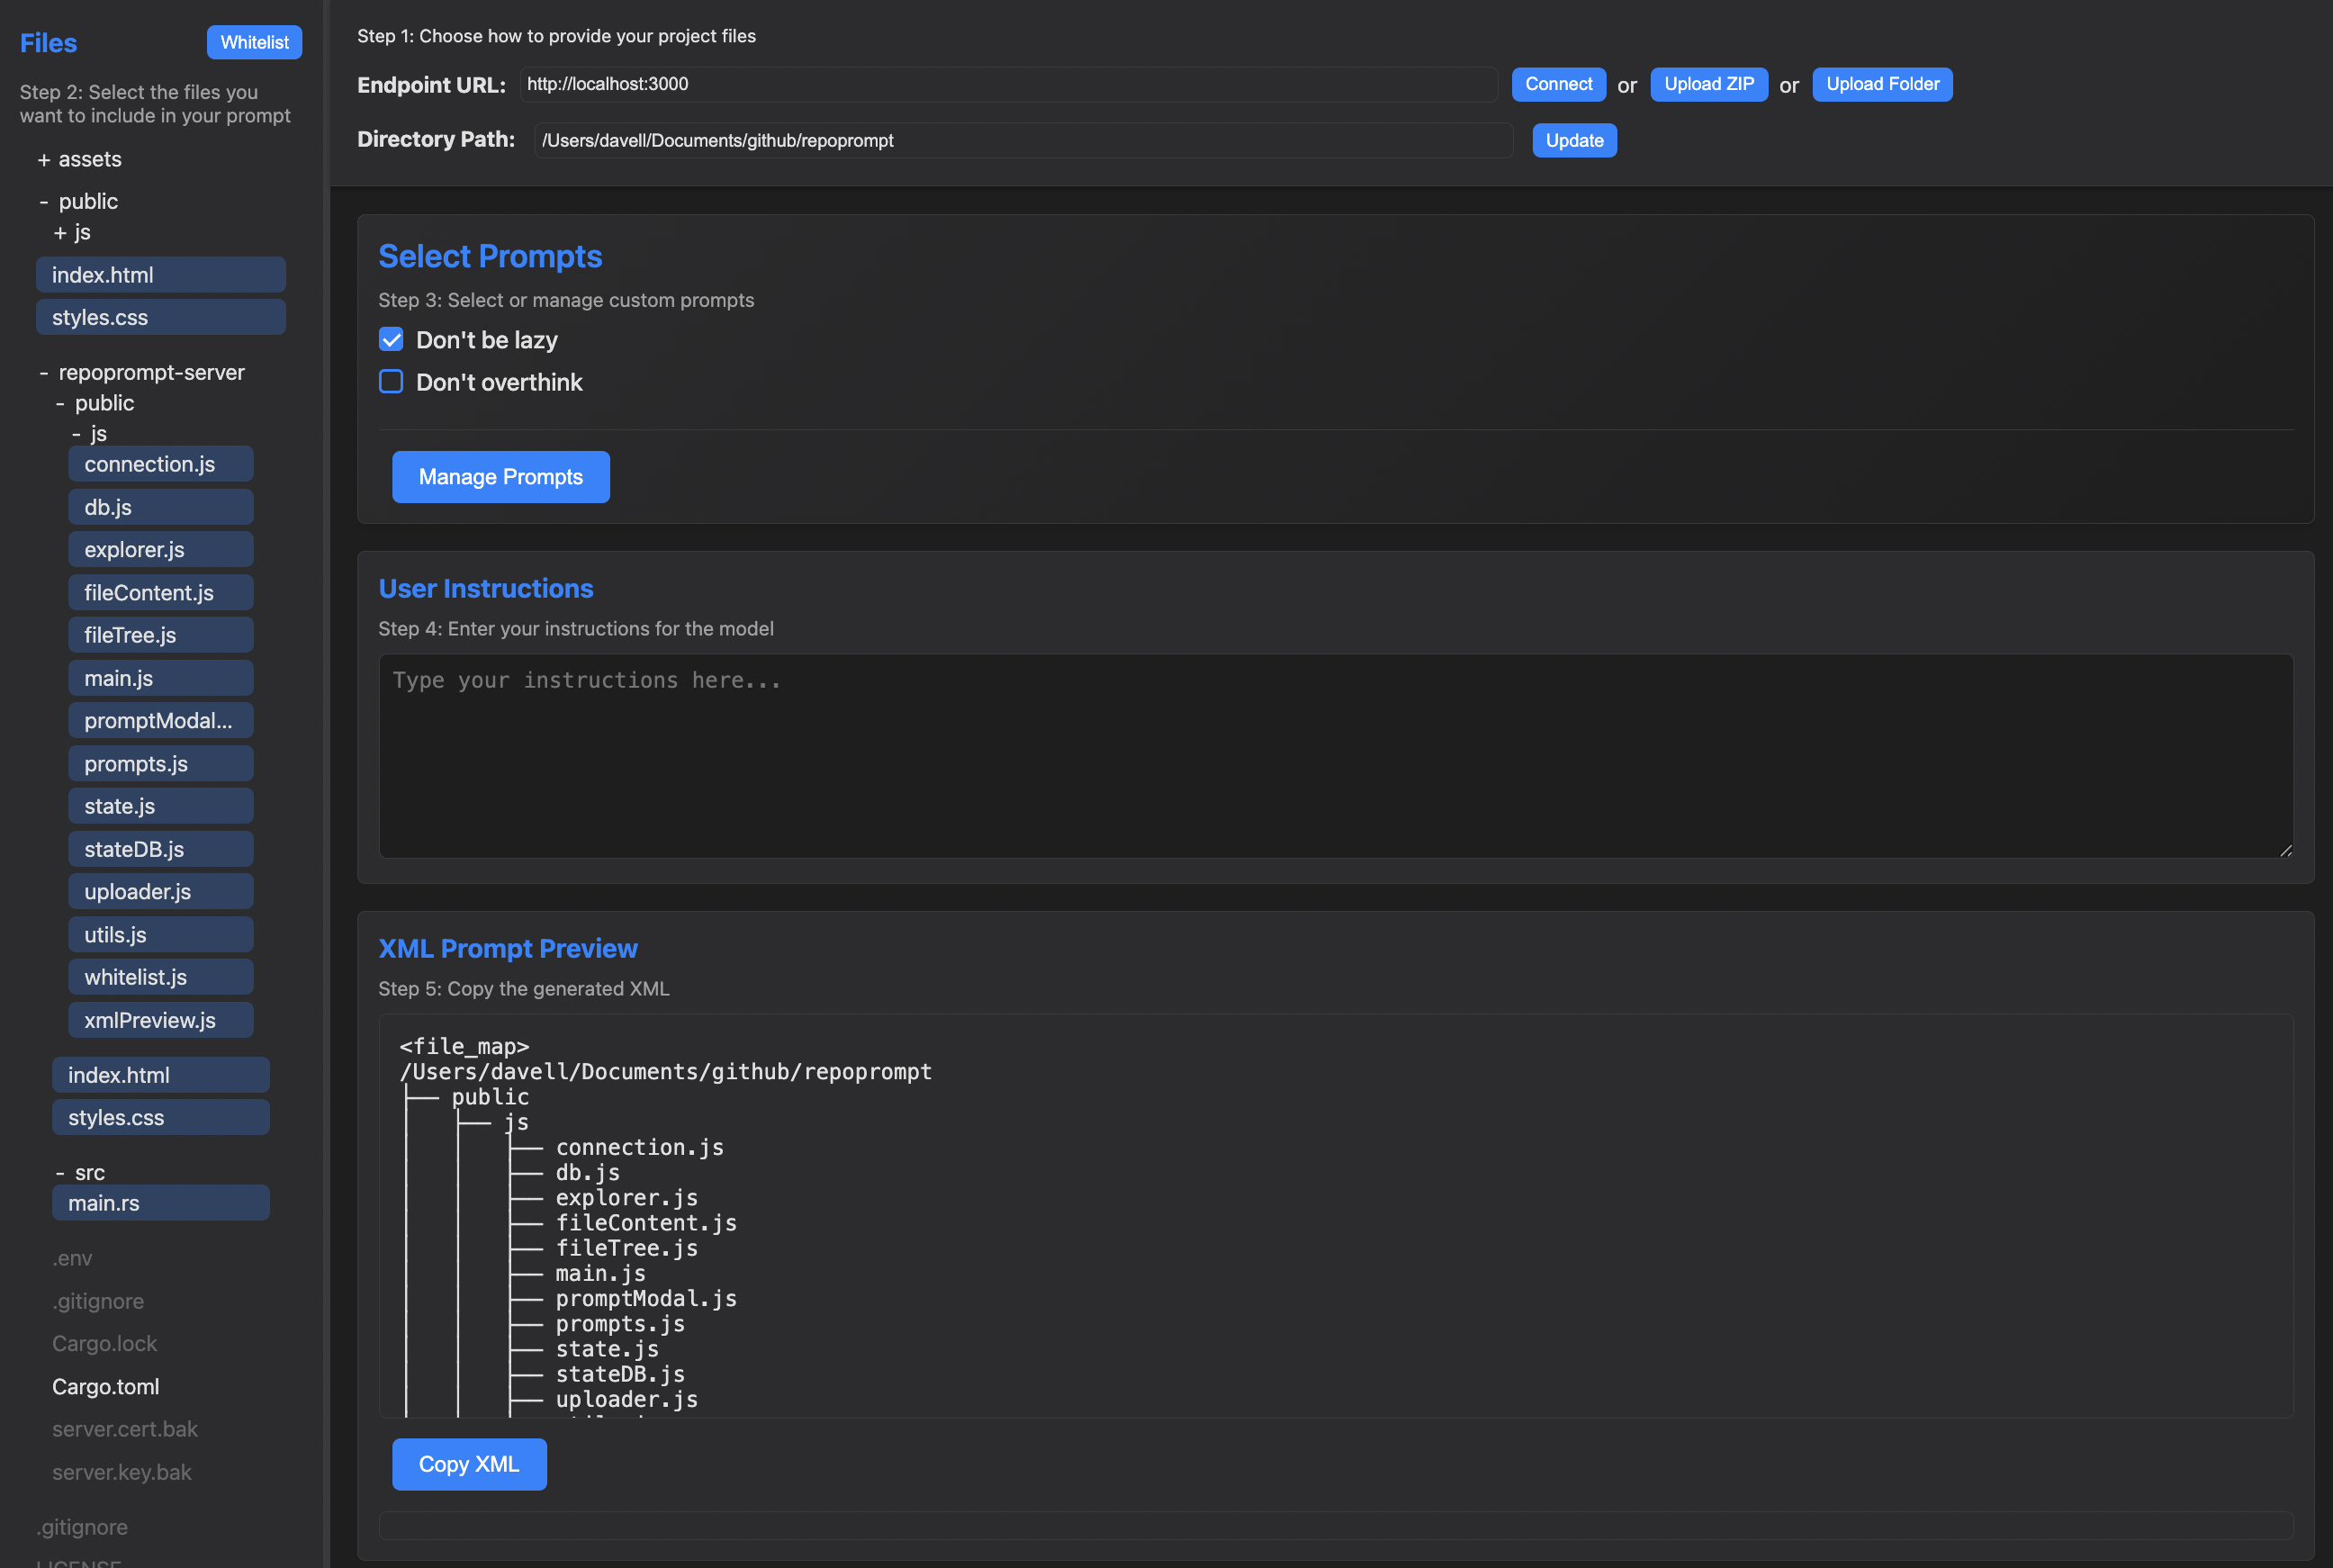 Files
Whitelist
Step 2: Select the files you
want to include in your prompt
+ assets
- public
+ js
index.html
styles.css
- repoprompt-server
- public
- js
connection.js
db.js
explorer.js
fileContent.js
fileTree.js
main.js
promptModal...
prompts.js
state.js
stateDB.js
uploader.js
utils.js
whitelist.js
xmlPreview.js
index.html
styles.css
- src
main.rs
.env
.gitignore
Cargo.lock
Cargo.toml
server.cert.bak
server.key.bak
.gitignore
LICENSE
Step 1: Choose how to provide your project files
Endpoint URL: http://localhost:3000 Connect or Upload ZIP or Upload Folder
Directory Path: /Users/davell/Documents/github/repoprompt Update
Select Prompts
Step 3: Select or manage custom prompts
Don't be lazy
Don't overthink
Manage Prompts
User Instructions
Step 4: Enter your instructions for the model
Type your instructions here...
XML Prompt Preview
Step 5: Copy the generated XML
<file_map>
/Users/davell/Documents/github/repoprompt
├── public
│   ├── js
│   │   ├── connection.js
│   │   ├── db.js
│   │   ├── explorer.js
│   │   ├── fileContent.js
│   │   ├── fileTree.js
│   │   ├── main.js
│   │   ├── promptModal.js
│   │   ├── prompts.js
│   │   ├── state.js
│   │   ├── stateDB.js
│   │   ├── uploader.js
Copy XML